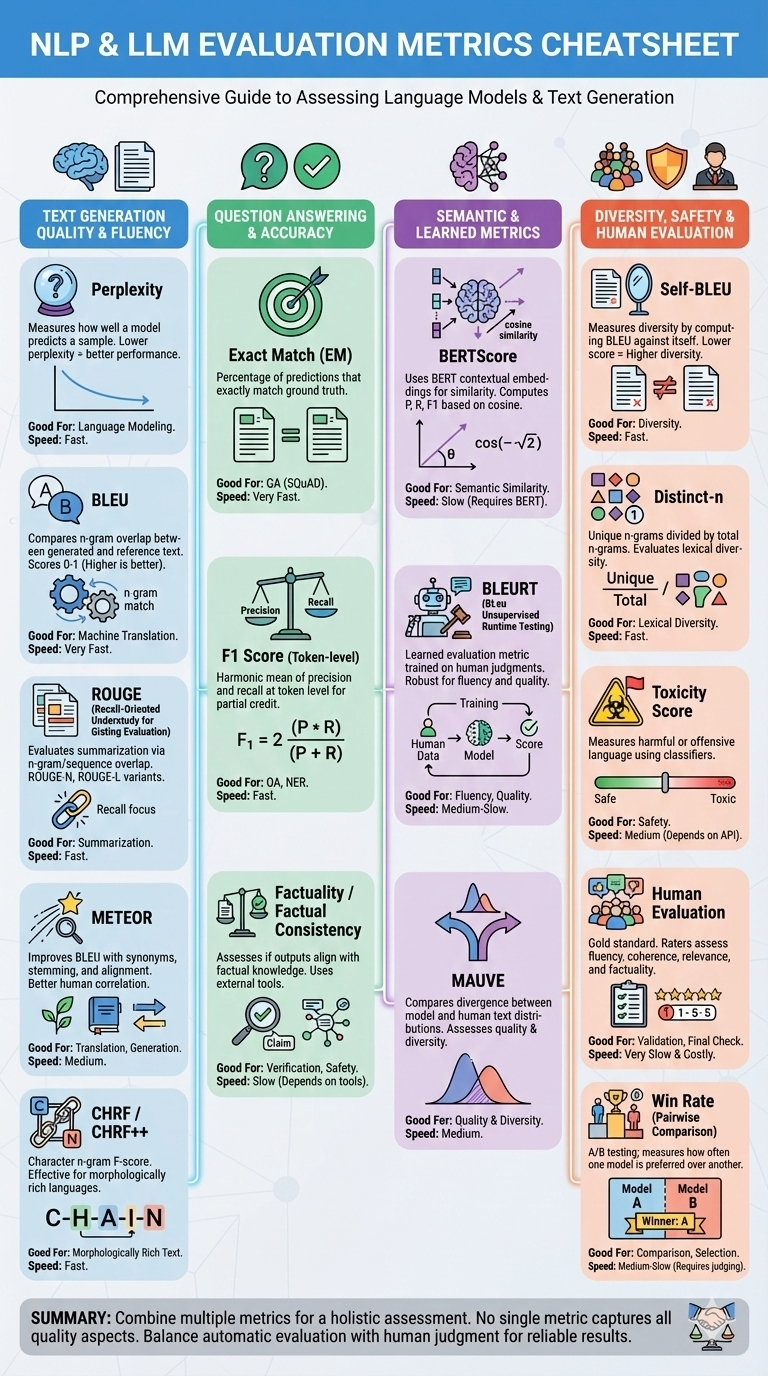 NLP & LLM EVALUATION METRICS CHEATSHEET
Comprehensive Guide to Assessing Language Models & Text Generation
TEXT GENERATION
QUALITY & FLUENCY
Perplexity
Measures how well a model
predicts a sample. Lower
perplexity = better performance.
Good For: Language Modeling.
Speed: Fast.
A
B
BLEU
Compares n-gram overlap betw-
een generated and reference text.
Scores 0-1 (Higher is better).
n-gram
match
Good For: Machine Translation.
Speed: Very Fast.
ROUGE
(Recxll-Orioted
Understudy for
Gisting Evaluation)
Evaluates summarization via
n-gram/sequence overlap.
ROUGE-N, ROUGE-L variants.
Recall focus
Good For: Summarization.
Speed: Fast.
METEOR
Improves BLEU with synonyms,
stemming, and alignment.
Better human correlation.
Good For: Translation, Generation.
Speed: Medium.
C
N
CHRF /
CHRF++
Character n-gram F-score.
Effective for morphologically
rich languages.
C-H-A-I-N
Goed For: Morphologically Rich Text.
Speed: Fast.
QUESTION ANSWERING
& ACCURACY
Exact Match (EM)
Percentage of predictions that
exactly match ground truth.
=
Good For: GA (SQuAD).
Speed: Very Fast.
Precision
Recall
F1 Score (Token-level)
Harmonic mean of precision
and recall at token level for
partial credit.
F₁ = 2 (P * R) / (P + R)
Good For: OA, NER.
Speed: Fast.
Factuality /
Factual
Consistency
Assesses if outputs align with
factual knowledge. Uses
external tools.
Claim
Good For: Verification, Safety.
Speed: Slow (Depends on tools).
SEMANTIC &
LEARNED METRICS
cosine
similarity
BERTScore
Uses BERT contextual embed-
dings for similarity. Computes
P, R, F1 based on cosine.
θ
cos(−√2)
Good For: Semantic Similarity.
Speed: Slow (Requires BERT).
BLEURT
(BLeu
Unsupervised
Runtime Testing)
Learned evaluation metric
trained on human judgments.
Robust for fluency and quality.
Training
Human
Data
Model
Score
Good For: Fluency, Quality.
Speed: Medium-Slow.
MAUVE
Compares divergence between
model and human text distri-
butions. Assesses quality &
diversity.
Good Fer: Quality & Diversity.
Speed: Medium.
DIVERSITY, SAFETY &
HUMAN EVALUATION
Self-BLEU
Measures diversity by comput-
ing BLEU against itself. Lower
score = Higher diversity.
≠
Good For: Diversity.
Speed: Fast.
1
Distinct-n
Unique n-grams divided by total
n-grams. Evaluates lexical diver-
sity.
Unique
Total
/
Good For: Lexical Diversity.
Speed: Fast.
Toxicity
Score
Measures harmful or offensive
language using classifiers.
Safe
Toxic
Good For: Safety.
Speed: Medium (Depends on API).
Human
Evaluation
Gold standard. Raters assess
fluency, coherence, relevance,
and factuality.
1 1-5-5
Good For: Validation, Final Check.
Speed: Very Slow & Costly.
Win Rate
(Pairwise
Comparison)
A/B testing; measures how often
one model is preferred over another.
Model
A
Model
B
Winner: A
Good For: Comparison, Selection.
Speed: Medium-Slow (Requires judging).
SUMMARY: Combine multiple metrics for a holistic assessment. No single metric captures all
quality aspects. Balance automatic evaluation with human judgment for reliable results.